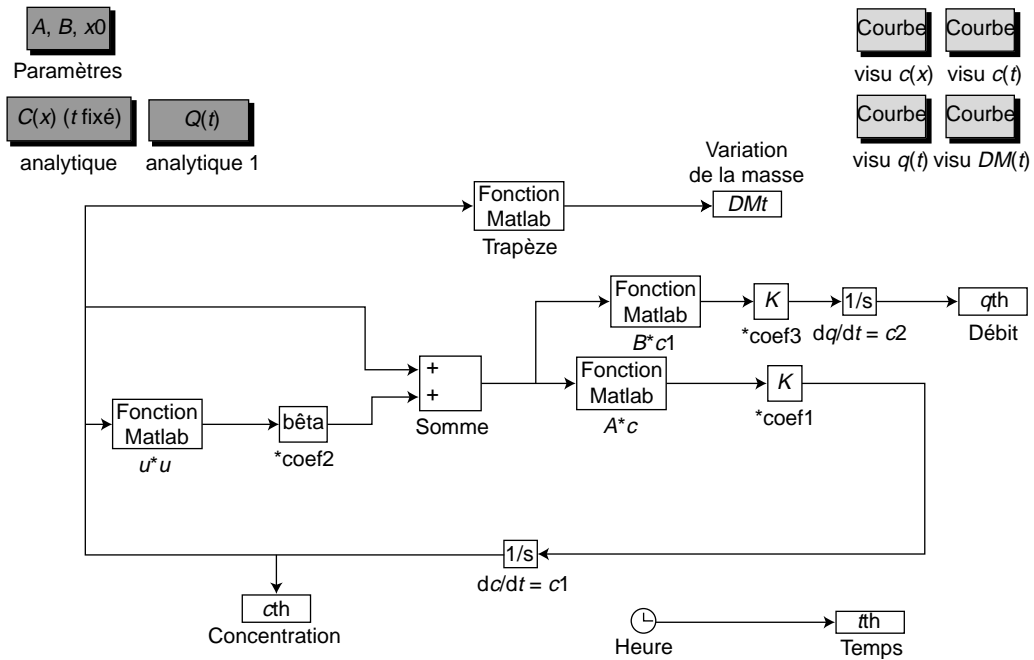 A, B, x0
Paramètres
C(x) (t fixé)
analytique
Q(t)
analytique 1
Courbe
visu c(x)
Courbe
visu c(t)
Courbe
visu q(t)
Courbe
visu DM(t)
Fonction
Matlab
Trapèze
Variation
de la masse
DMt
Fonction
Matlab
B*c1
K
*coef3
1/s
dq/dt = c2
qth
Débit
Fonction
Matlab
u*u
bêta
*coef2
+
+
Somme
Fonction
Matlab
A*c
K
*coef1
1/s
dc/dt = c1
cth
Concentration
Heure
tth
Temps